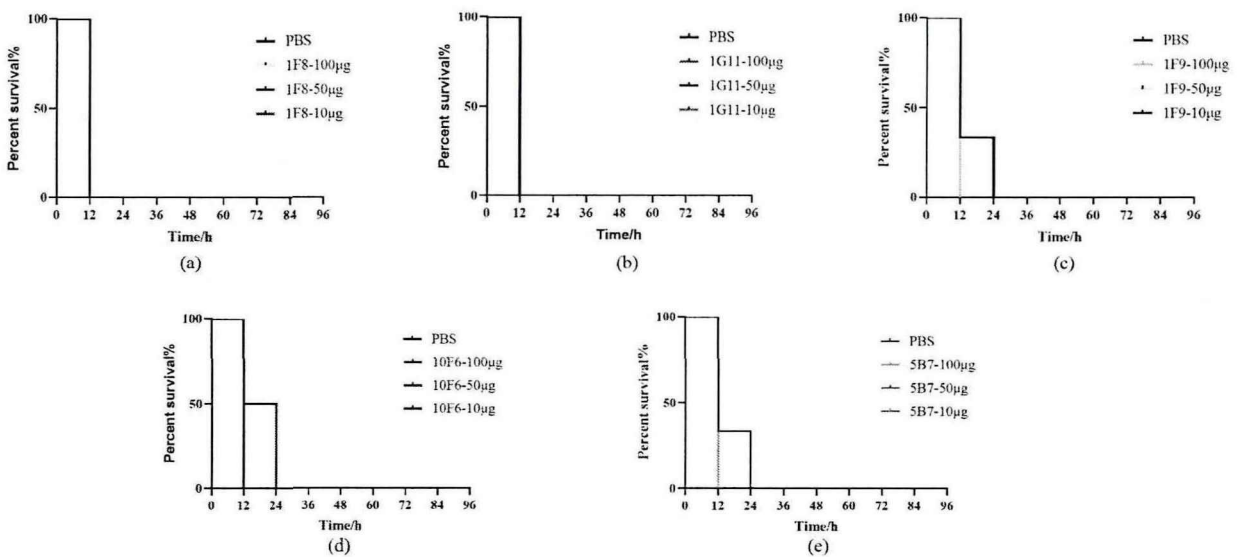 Percent survival%
100
50
0
0 12 24 36 48 60 72 84 96
Time/h
PBS
1F8-100μg
1F8-50μg
1F8-10μg
(a)
Percent survival%
100
50
0
0 12 24 36 48 60 72 84 96
Time/h
PBS
1G11-100μg
1G11-50μg
1G11-10μg
(b)
Percent survival%
100
50
0
0 12 24 36 48 60 72 84 96
Time/h
PBS
1F9-100μg
1F9-50μg
1F9-10μg
(c)
Percent survival%
100
50
0
0 12 24 36 48 60 72 84 96
Time/h
PBS
10F6-100μg
10F6-50μg
10F6-10μg
(d)
Percent survival%
100
50
0
0 12 24 36 48 60 72 84 96
Time/h
PBS
5B7-100μg
5B7-50μg
5B7-10μg
(e)